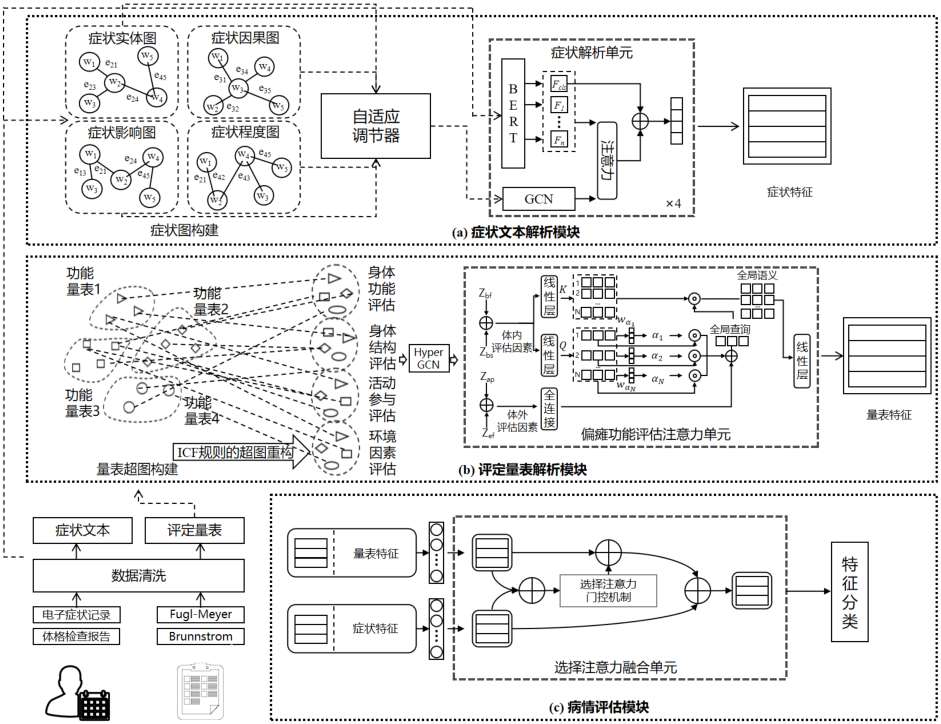 症状实体图
w1
e21
w5
w2
e45
e23
w3
e24
w4
症状因果图
w1
e34
w4
e31
w3
e35
w2
e32
w5
症状影响图
w1
e24
w4
e13
e21
w2
e45
w3
w5
症状程度图
w1
w4
e45
w5
e21
e42
e43
w2
w3
症状图构建
自适应
调节器
症状解析单元
BERT
Fcls
F1
Fn
注意力
GCN
×4
症状特征
(a) 症状文本解析模块
功能
量表1
功能
量表2
功能
量表3
功能
量表4
身体
功能
评估
身体
结构
评估
活动
参与
评估
环境
因素
评估
ICF规则的超图重构
量表超图构建
Hyper
GCN
Zbf
Zbs
体内
评估因素
Zap
Zef
体外
评估因素
线性层
K
线性层
Q
全连接
1
2
...
N
1
2
...
N
wα1
wαN
α1
α2
αN
全局语义
...
全局查询
线性层
偏瘫功能评估注意力单元
量表特征
(b) 评定量表解析模块
症状文本
评定量表
数据清洗
电子症状记录
体格检查报告
Fugl-Meyer
Brunnstrom
量表特征
症状特征
选择注意力
门控机制
选择注意力融合单元
特征分类
(c) 病情评估模块